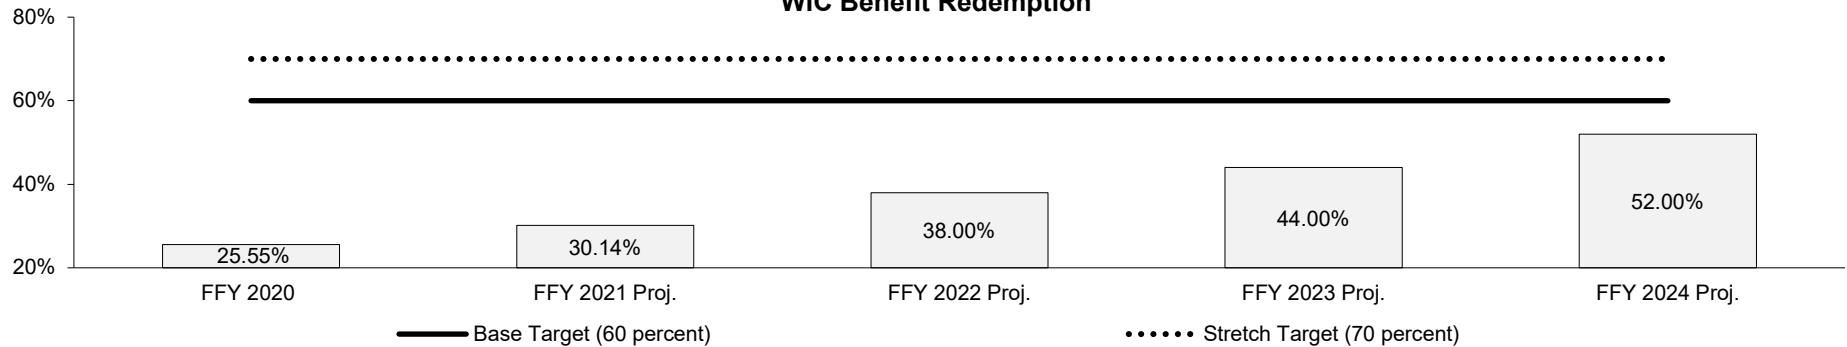 WIC Benefit Redemption
80%
60%
40%
20%
25.55%
30.14%
38.00%
44.00%
52.00%
FFY 2020
FFY 2021 Proj.
FFY 2022 Proj.
FFY 2023 Proj.
FFY 2024 Proj.
Base Target (60 percent)
Stretch Target (70 percent)